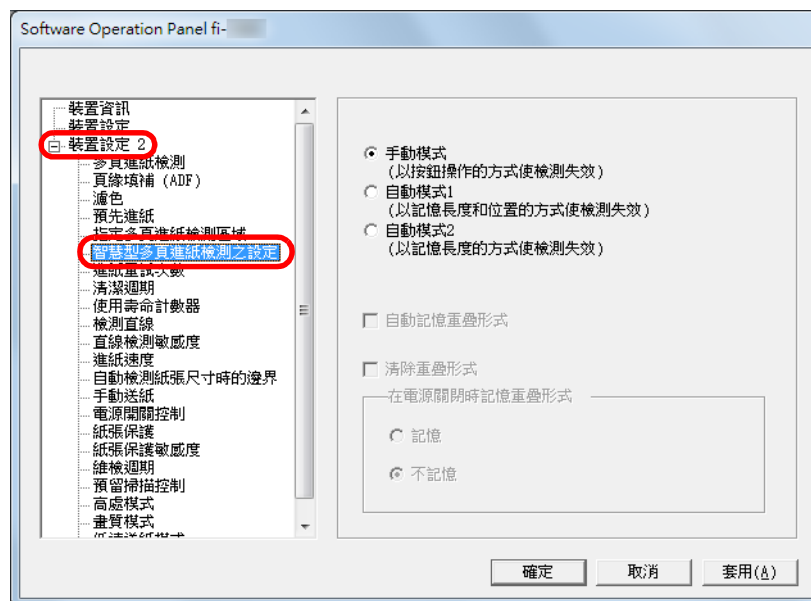 Software Operation Panel fi-
裝置資訊
裝置設定
裝置設定 2
多頁進紙檢測
頁緣填補 (ADF)
濾色
預先進紙
指定多頁進紙檢測區域
智慧型多頁進紙檢測之設定
進紙重試次數
清潔週期
使用壽命計數器
檢測直線
直線檢測敏感度
進紙速度
自動檢測紙張尺寸時的邊界
手動送紙
電源開關控制
紙張保護
紙張保護敏感度
維檢週期
預留掃描控制
高處模式
畫質模式
低速送紙模式
手動模式
(以按鈕操作的方式使檢測失效)
自動模式1
(以記憶長度和位置的方式使檢測失效)
自動模式2
(以記憶長度的方式使檢測失效)
自動記憶重疊形式
清除重疊形式
在電源關閉時記憶重疊形式
記憶
不記憶
確定
取消
套用(A)